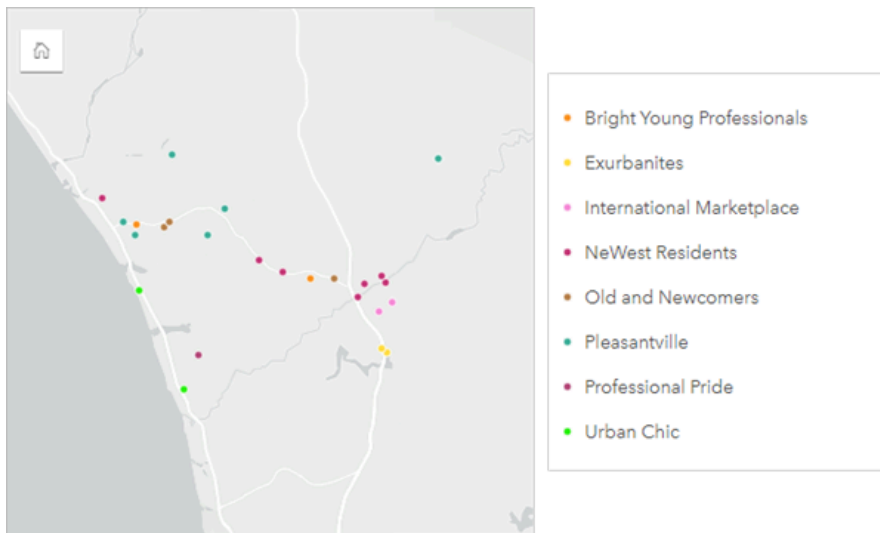 Bright Young Professionals
Exurbanites
International Marketplace
NeWest Residents
Old and Newcomers
Pleasantville
Professional Pride
Urban Chic